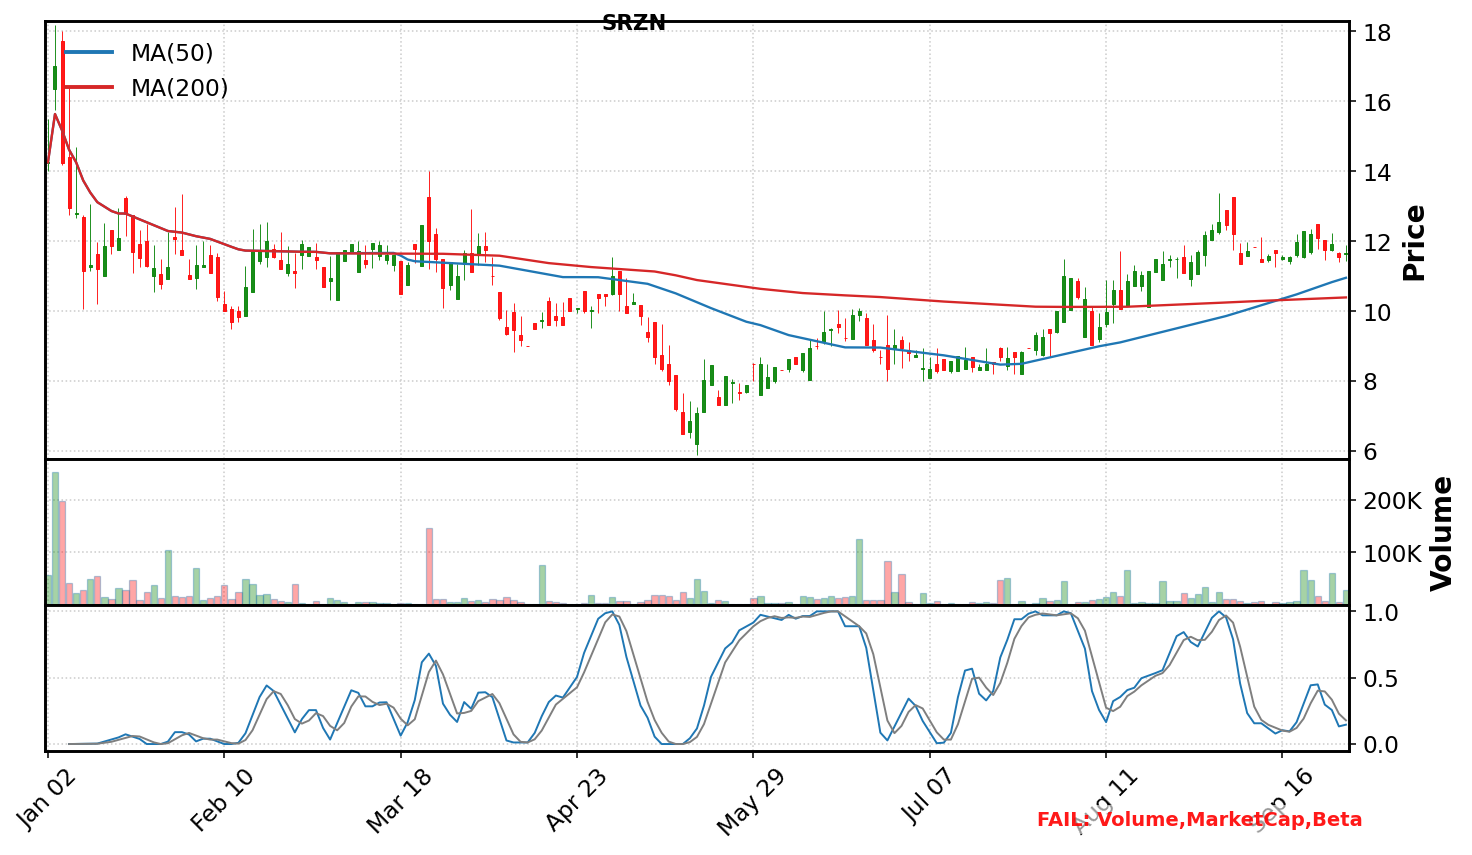 SRZN
MA(50)
MA(200)
18
16
14
12
10
8
6
Price
200K
100K
Volume
1.0
0.5
0.0
Jan 02
Feb 10
Mar 18
Apr 23
May 29
Jul 07
Aug 11
Sep 16
FAIL: Volume,MarketCap,Beta